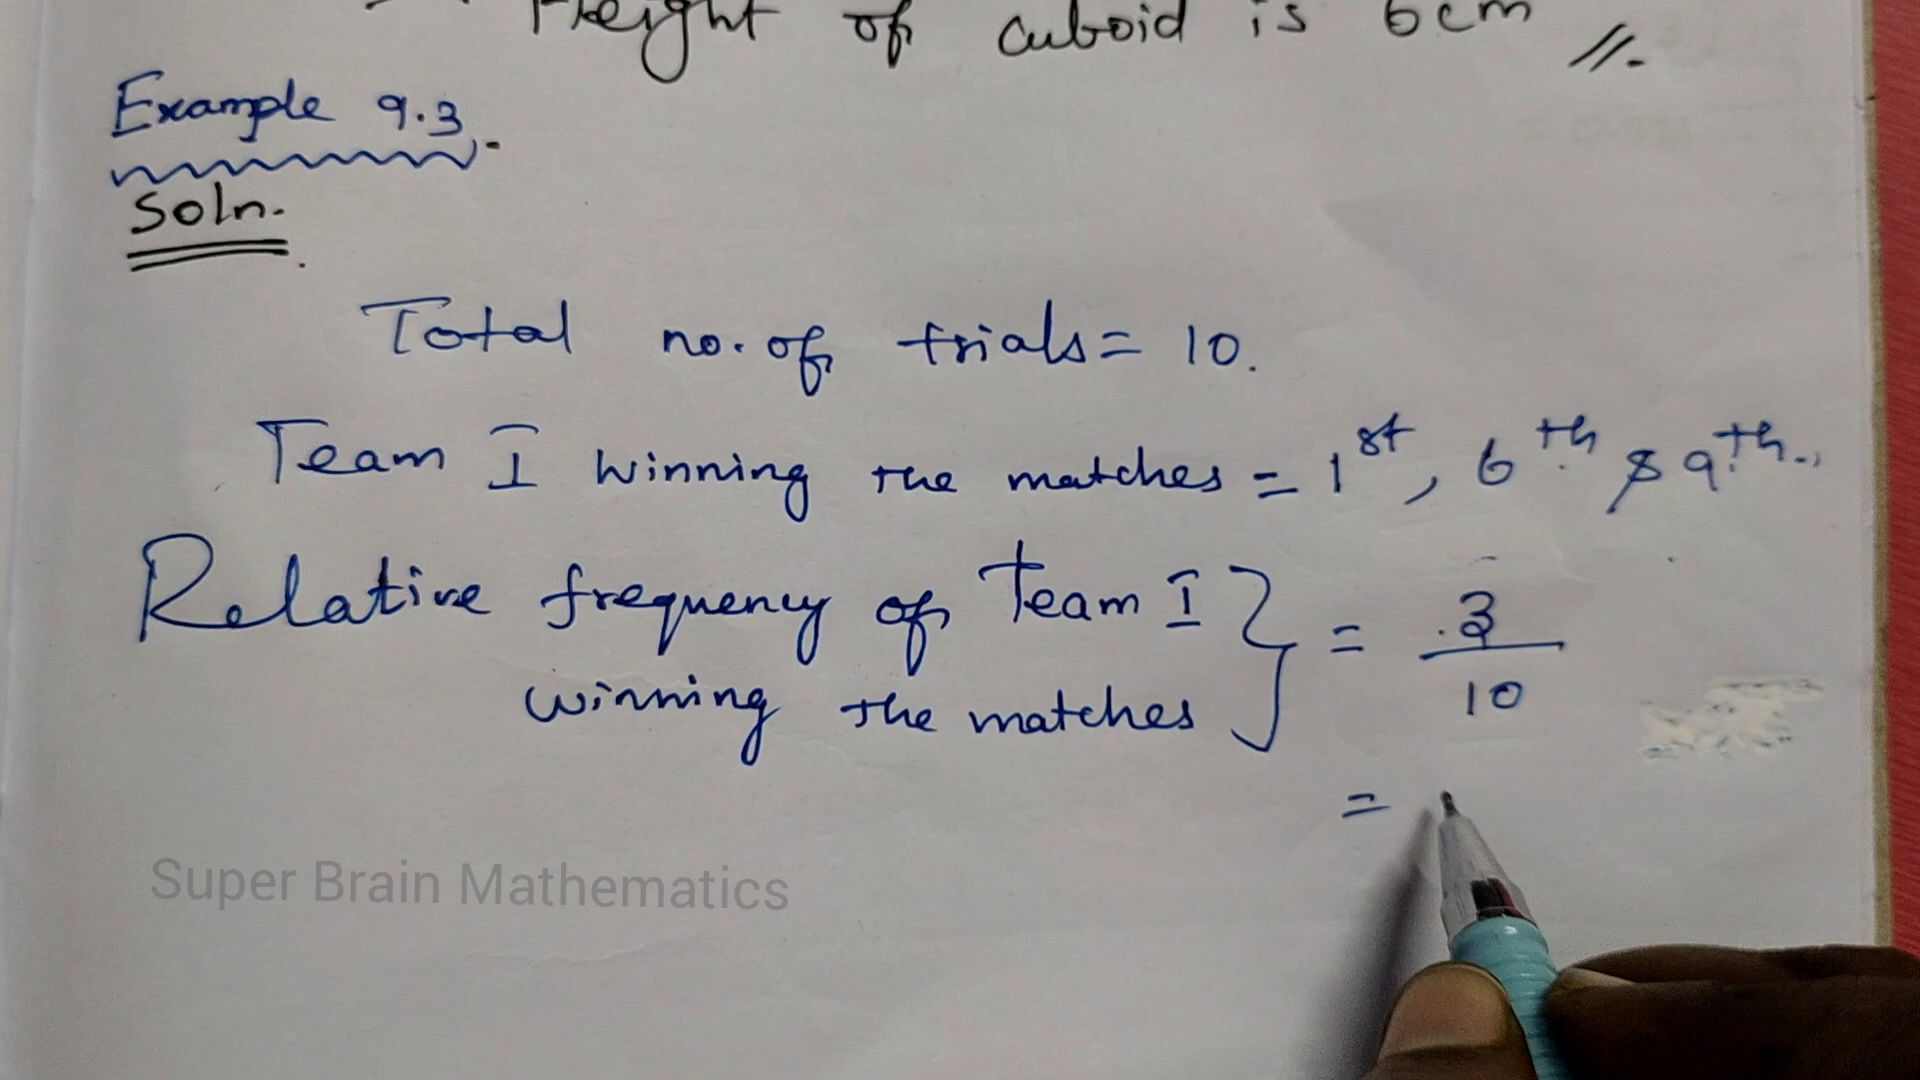 Height of cuboid is 6cm //.
Example 9.3.
Soln.
Total no. of trials = 10.
Team I winning the matches = 1st, 6th & 9th.
Relative frequency of Team I } = 3/10
winning the matches
=
Super Brain Mathematics